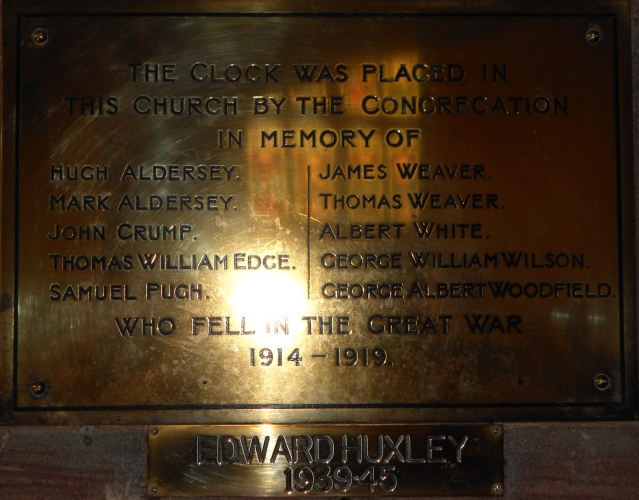 THE CLOCK WAS PLACED IN
THIS CHURCH BY THE CONGREGATION
IN MEMORY OF
HUGH ALDERSEY.
MARK ALDERSEY.
JOHN CRUMP.
THOMAS WILLIAM EDGE.
SAMUEL PUGH.
JAMES WEAVER.
THOMAS WEAVER.
ALBERT WHITE.
GEORGE WILLIAM WILSON.
GEORGE ALBERT WOODFIELD.
WHO FELL IN THE GREAT WAR
1914 - 1919.
EDWARD HUXLEY
1939-45